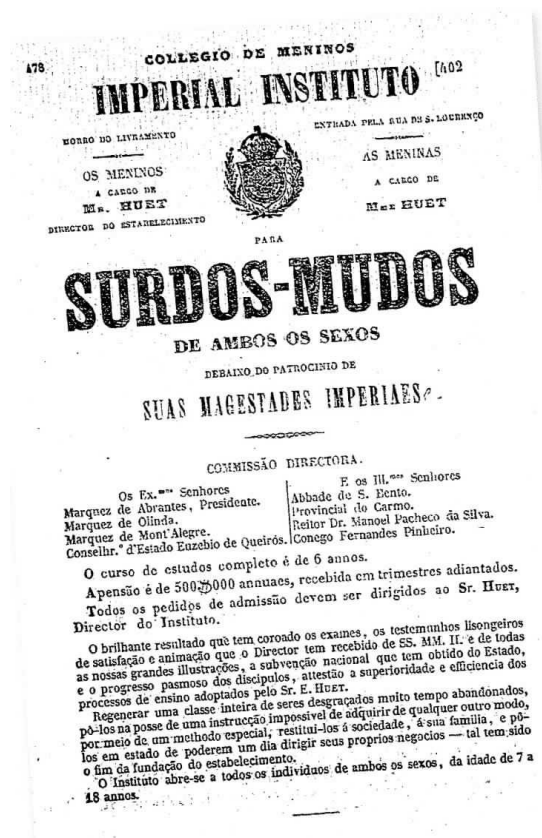 478
COLLEGIO DE MENINOS
[402
IMPERIAL INSTITUTO
MORRO DO LIVRAMENTO
ENTRADA PELA RUA DE S. LOURENÇO
OS MENINOS
A CARGO DE
MR. HUET
DIRECTOR DO ESTABELECIMENTO
AS MENINAS
A CARGO DE
MME HUET
PARA
SURDOS-MUDOS
DE AMBOS OS SEXOS
DEBAIXO DO PATROCINIO DE
SUAS MAGESTADES IMPERIAES
COMMISSÃO DIRECTORA.
Os Ex.mos Senhores
Marquez de Abrantes, Presidente.
Marquez de Olinda.
Marquez de Mont'Alegre.
Conselhr.º d'Estado Euzebio de Queirós.
E os Ill.mos Senhores
Abbade de S. Bento.
Provincial do Carmo.
Reitor Dr. Manoel Pacheco da Silva.
Conego Fernandes Pinheiro.
O curso de estudos completo é de 6 annos.
A pensão é de 500$000 annuaes, recebida em trimestres adiantados.
Todos os pedidos de admissão devem ser dirigidos ao Sr. HUET,
Director do Instituto.
O brilhante resultado que tem coroado os exames, os testemunhos lisongeiros
de satisfação e animação que o Director tem recebido de SS. MM. II. e de todas
as nossas grandes illustrações, a subvenção nacional que tem obtido do Estado,
e o progresso pasmoso dos discipulos, attestão a superioridade e efficiencia dos
processos de ensino adoptados pelo Sr. E. HUET.
Regenerar uma classe inteira de seres desgraçados muito tempo abandonados,
pô-los na posse de uma instrucção impossivel de adquirir de qualquer outro modo,
por meio de um methodo especial, restitui-los á sociedade, á sua familia, e pô-
los em estado de poderem um dia dirigir seus proprios negocios — tal tem sido
o fim da fundação do estabelecimento.
O Instituto abre-se a todos os individuos de ambos os sexos, da idade de 7 a
18 annos.